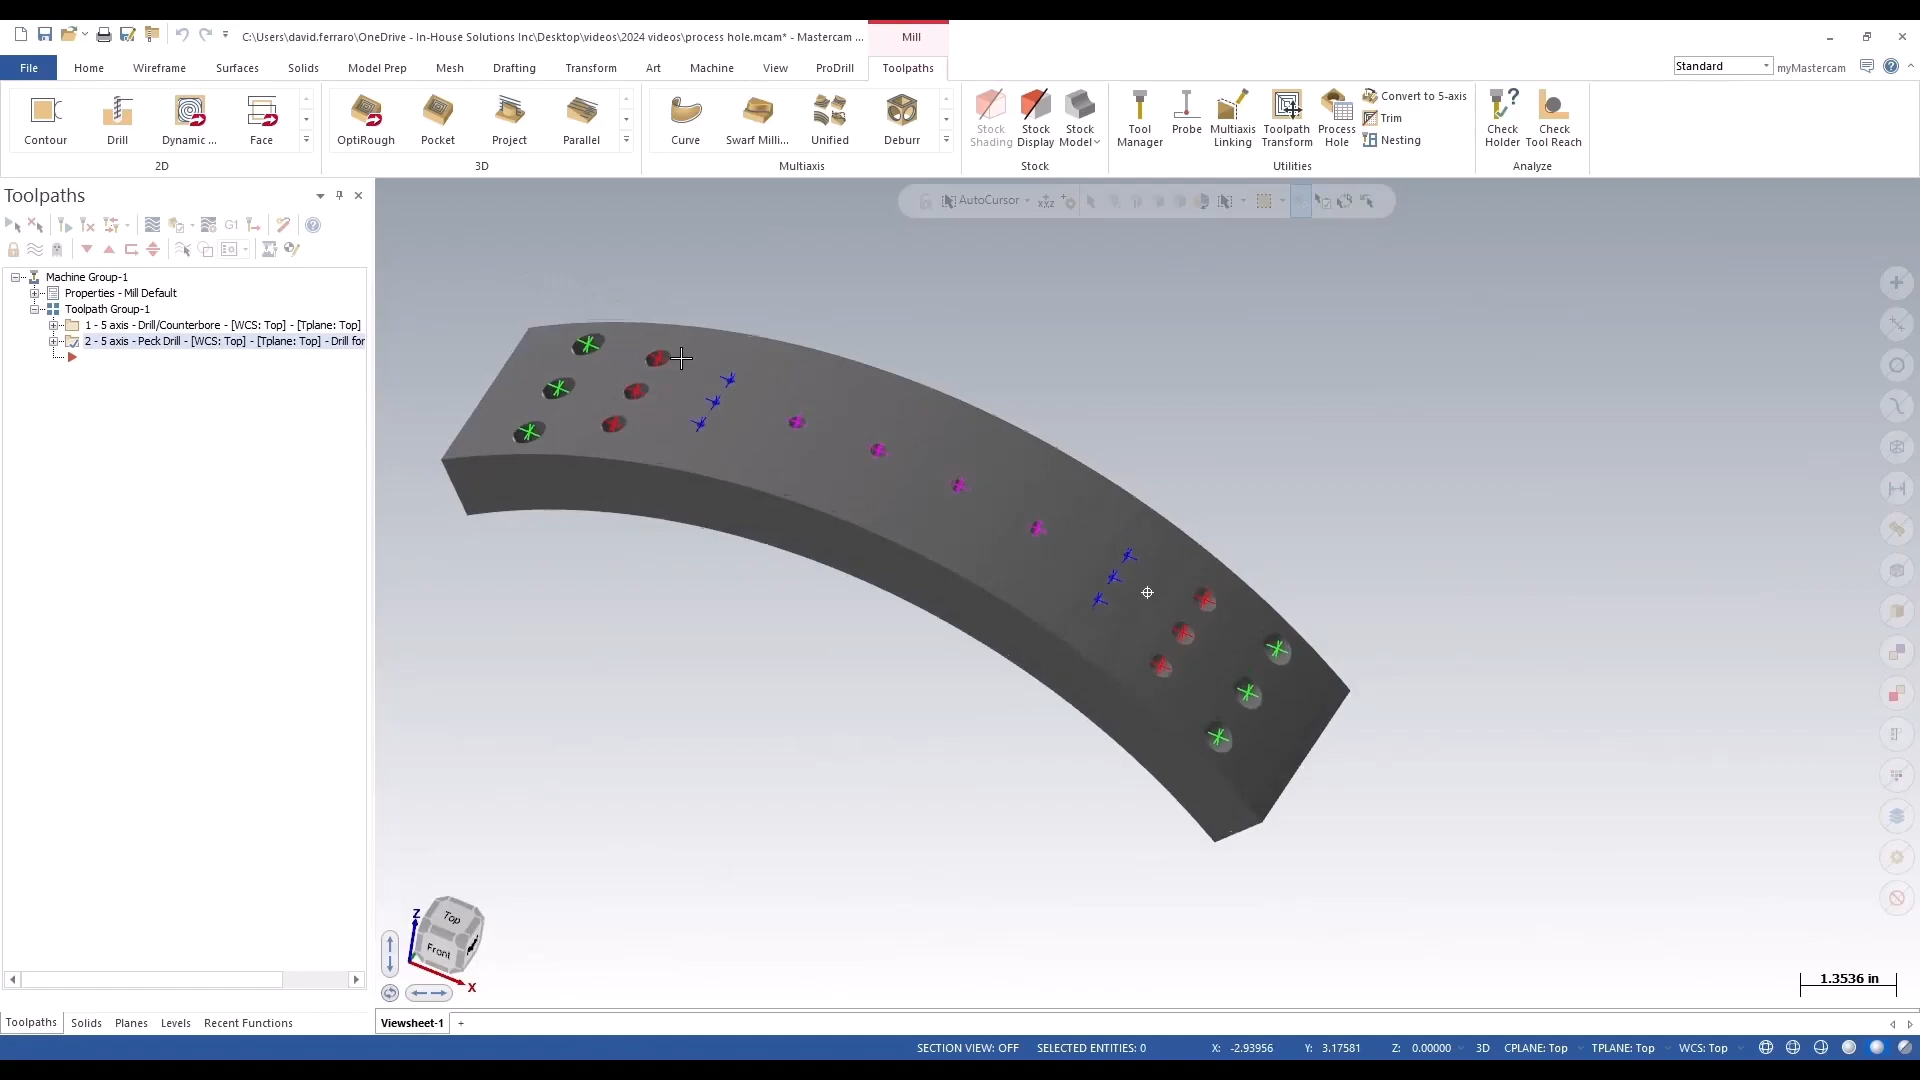 C:\Users\david.ferraro\OneDrive - In-House Solutions Inc\Desktop\videos\2024 videos\process hole.mcam* - Mastercam ... Mill
File Home Wireframe Surfaces Solids Model Prep Mesh Drafting Transform Art Machine View ProDrill Toolpaths Standard myMastercam
Contour Drill Dynamic ... Face
2D
OptiRough Pocket Project Parallel
3D
Curve Swarf Milli... Unified Deburr
Multiaxis
Stock Shading
Stock Display
Stock Model
Stock
Tool Manager
Probe
Multiaxis Linking
Toolpath Transform
Process Hole
Convert to 5-axis
Trim
Nesting
Utilities
Check Holder
Check Tool Reach
Analyze
Toolpaths
G1
AutoCursor
Machine Group-1
Properties - Mill Default
Toolpath Group-1
1 - 5 axis - Drill/Counterbore - [WCS: Top] - [Tplane: Top]
2 - 5 axis - Peck Drill - [WCS: Top] - [Tplane: Top] - Drill for
Top
Front
Z
X
1.3536 in
Toolpaths Solids Planes Levels Recent Functions
Viewsheet-1 +
SECTION VIEW: OFF SELECTED ENTITIES: 0 X: -2.93956 Y: 3.17581 Z: 0.00000 3D CPLANE: Top TPLANE: Top WCS: Top